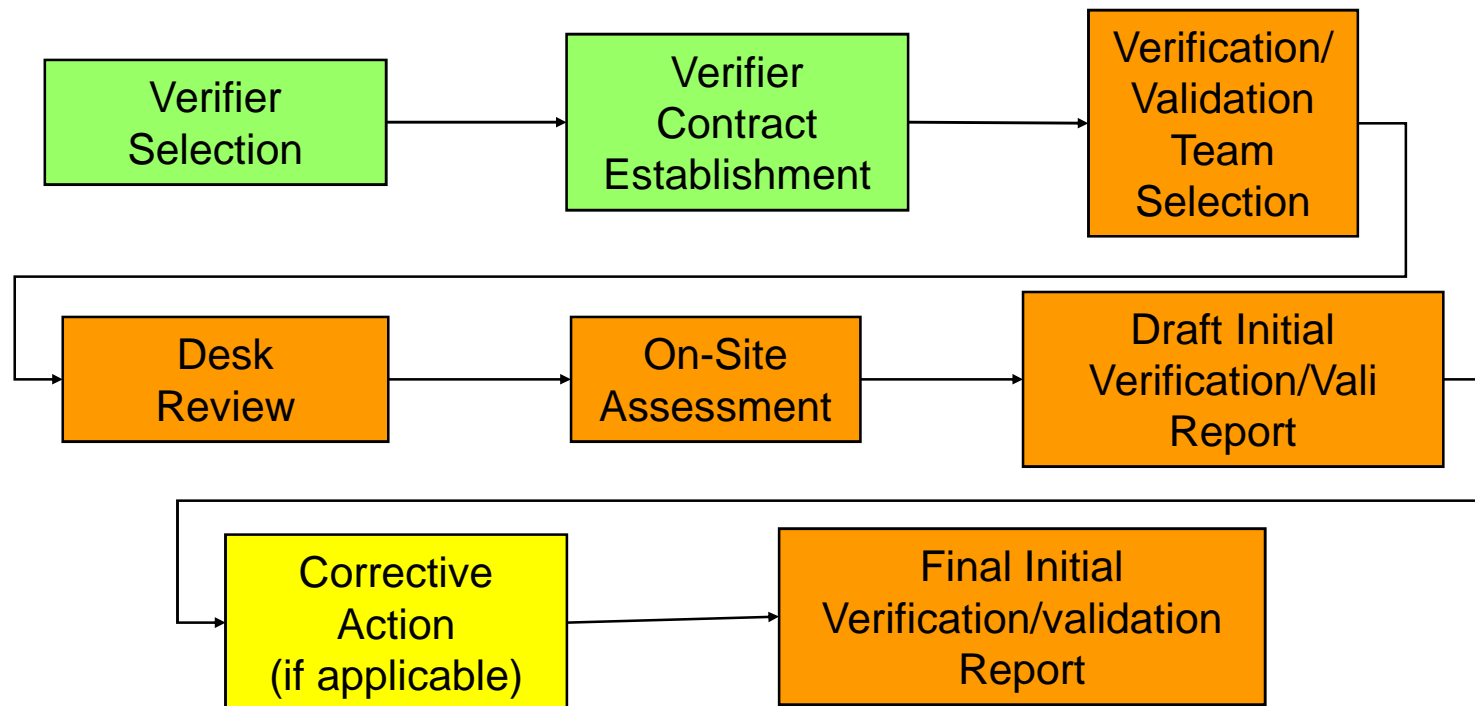 Verifier
Selection
Verifier
Contract
Establishment
Verification/
Validation
Team
Selection
Desk
Review
On-Site
Assessment
Draft Initial
Verification/Vali
Report
Corrective
Action
(if applicable)
Final Initial
Verification/validation
Report